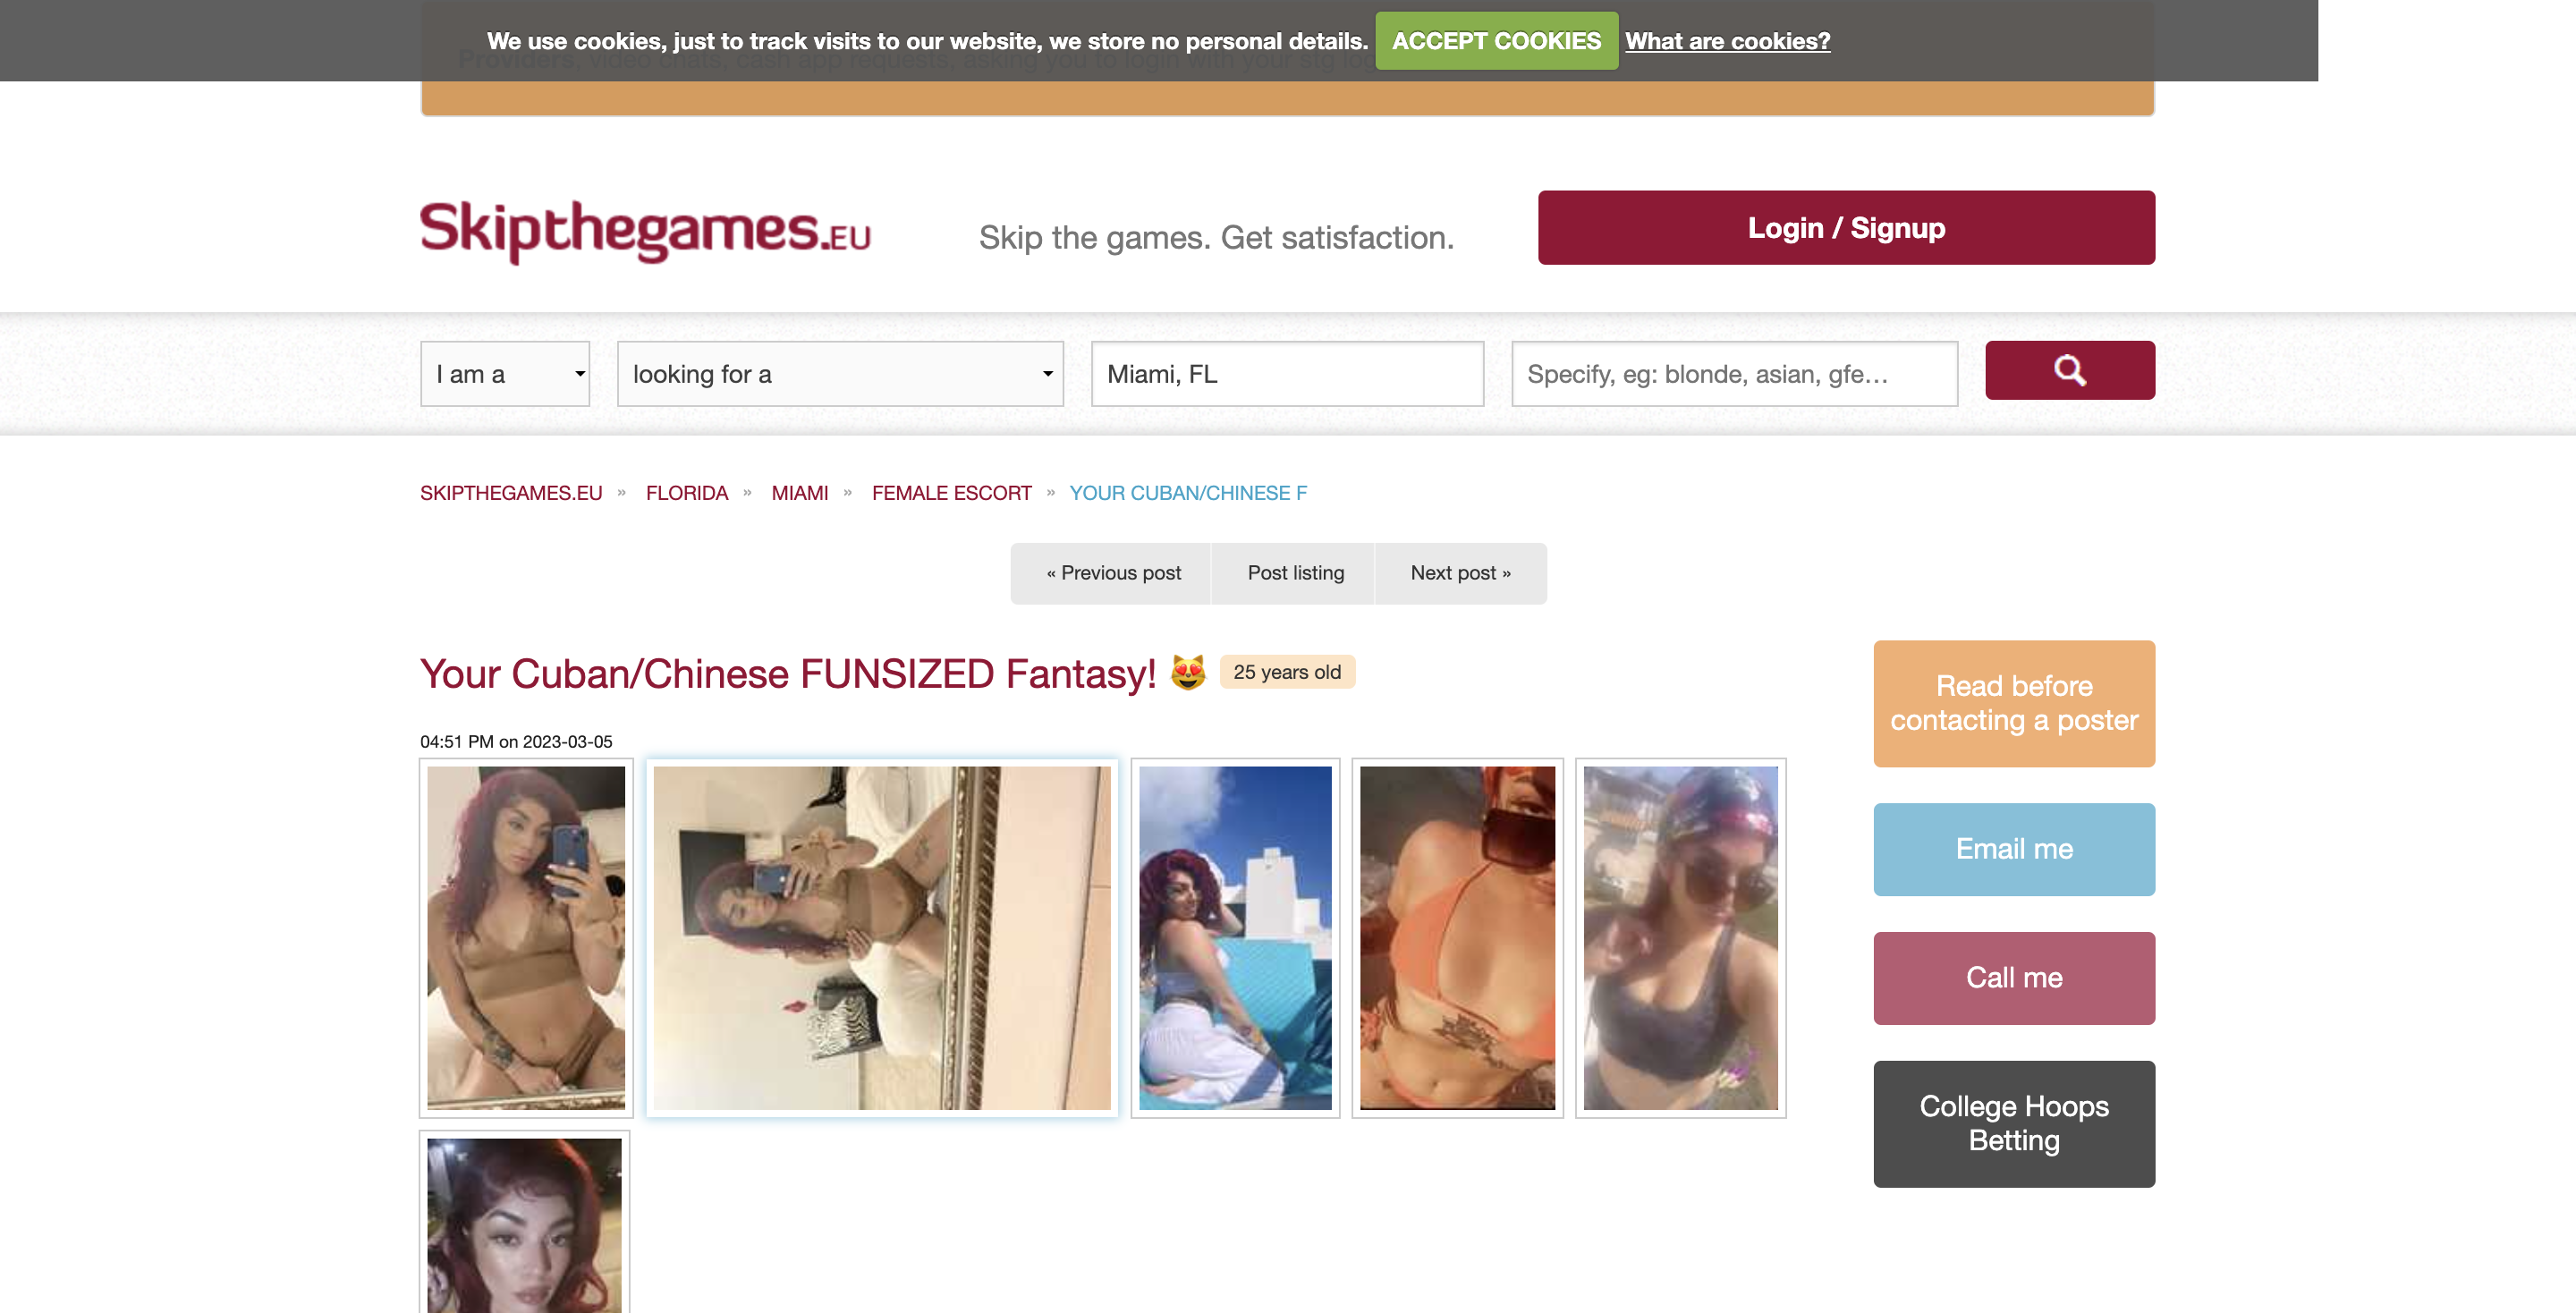 We use cookies, just to track visits to our website, we store no personal details. ACCEPT COOKIES What are cookies?
Providers, video chats, cash app requests, asking you to login with your stg log
Skipthegames.EU
Skip the games. Get satisfaction.
Login / Signup
I am a
looking for a
Miami, FL
Specify, eg: blonde, asian, gfe...
SKIPTHEGAMES.EU » FLORIDA » MIAMI » FEMALE ESCORT » YOUR CUBAN/CHINESE F
« Previous post
Post listing
Next post »
Your Cuban/Chinese FUNSIZED Fantasy! 😻 25 years old
04:51 PM on 2023-03-05
Read before
contacting a poster
Email me
Call me
College Hoops
Betting